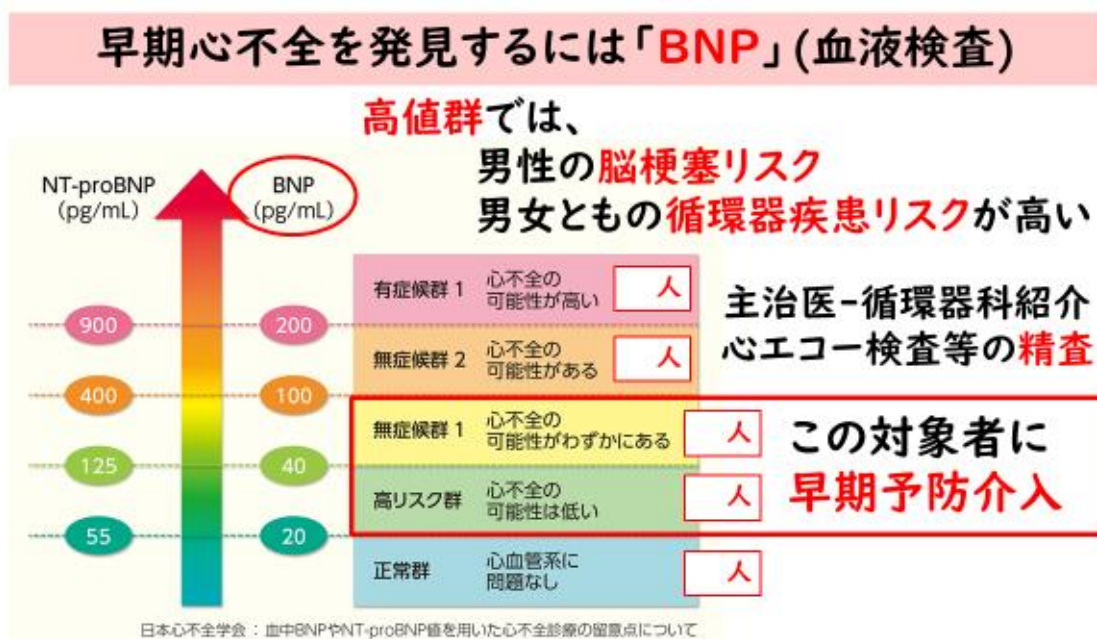 早期心不全を発見するには「BNP」(血液検査)
高値群では、
男性の脳梗塞リスク
男女ともの循環器疾患リスクが高い
NT-proBNP
(pg/mL)
BNP
(pg/mL)
有症候群 1
心不全の
可能性が高い
人
主治医-循環器科紹介
心エコー検査等の精査
900
200
無症候群 2
心不全の
可能性がある
人
400
100
無症候群 1
心不全の
可能性がわずかにある
人
この対象者に
早期予防介入
125
40
高リスク群
心不全の
可能性は低い
人
55
20
正常群
心血管系に
問題なし
人
日本心不全学会：血中BNPやNT-proBNP値を用いた心不全診療の留意点について